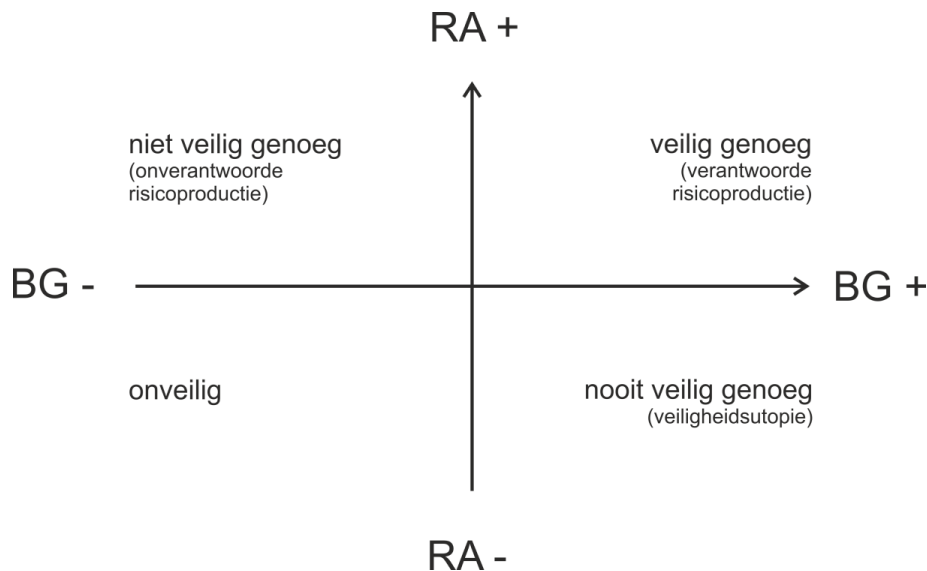 RA +
niet veilig genoeg
(onverantwoorde
risicoproductie)
veilig genoeg
(verantwoorde
risicoproductie)
BG -
BG +
onveilig
nooit veilig genoeg
(veiligheidsutopie)
RA -